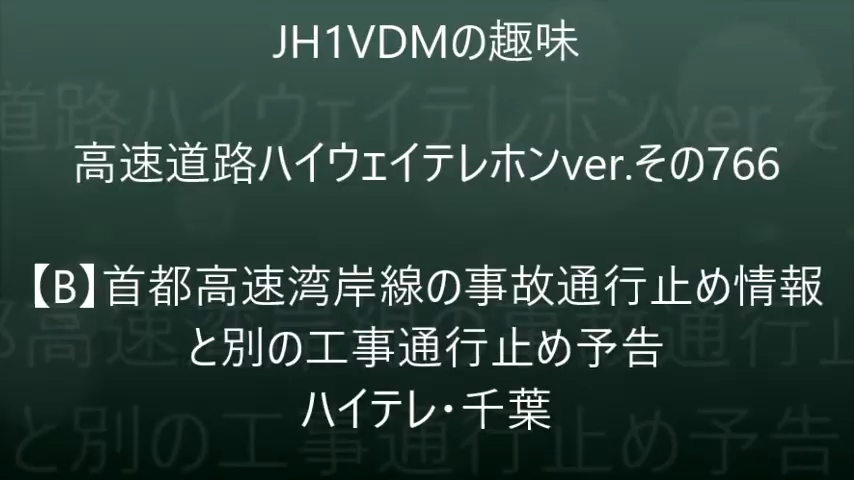 JH1VDMの趣味
高速道路ハイウェイテレホンver.その766
【B】首都高速湾岸線の事故通行止め情報
と別の工事通行止め予告
ハイテレ・千葉